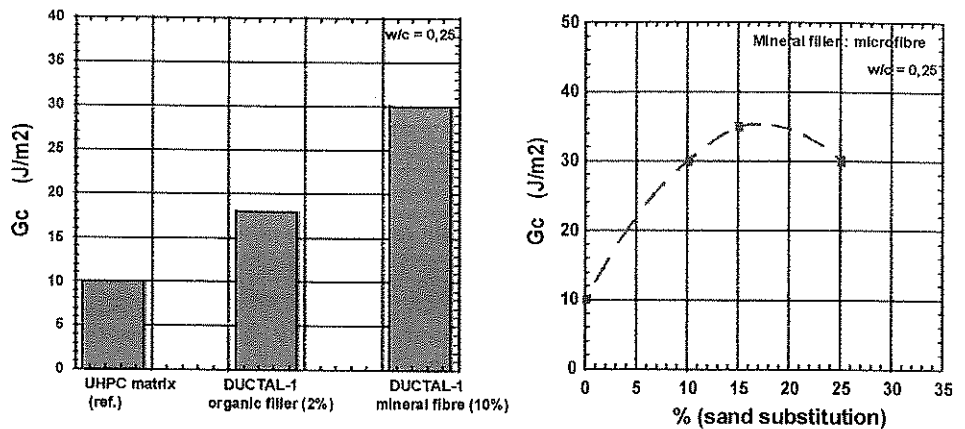 40
35
30
25
20
15
10
5
0
Gc (J/m2)
w/c = 0,25
UHPC matrix
(ref.)
DUCTAL-1
organic filler (2%)
DUCTAL-1
mineral fibre (10%)
50
40
30
20
10
0
Gc (J/m2)
Mineral filler : microfibre
w/c = 0,25
0 5 10 15 20 25 30 35
% (sand substitution)